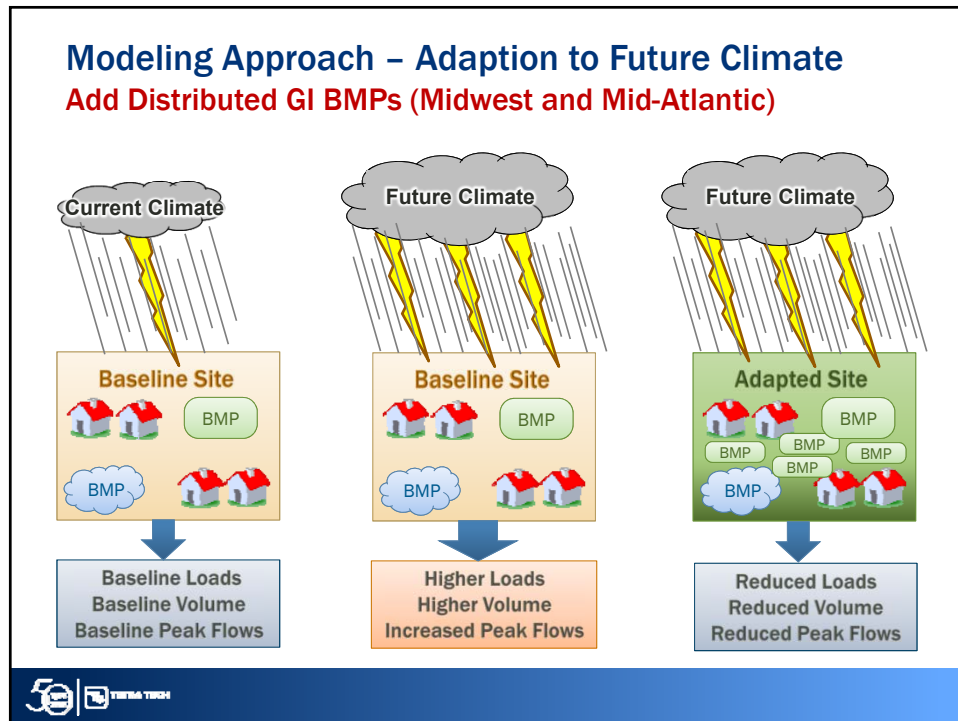 Modeling Approach – Adaption to Future Climate
Add Distributed GI BMPs (Midwest and Mid-Atlantic)
Current Climate
Baseline Site
BMP
BMP
Baseline Loads
Baseline Volume
Baseline Peak Flows
Future Climate
Baseline Site
BMP
BMP
Higher Loads
Higher Volume
Increased Peak Flows
Future Climate
Adapted Site
BMP
BMP
BMP
BMP
BMP
BMP
Reduced Loads
Reduced Volume
Reduced Peak Flows
TETRA TECH